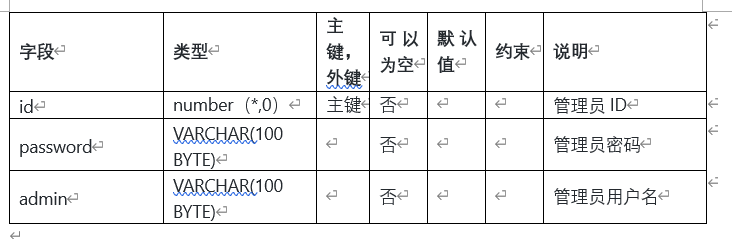 字段 类型 主键，外键 可以为空 默认值 约束 说明
id number（*,0） 主键 否 管理员 ID
password VARCHAR(100 BYTE) 否 管理员密码
admin VARCHAR(100 BYTE) 否 管理员用户名